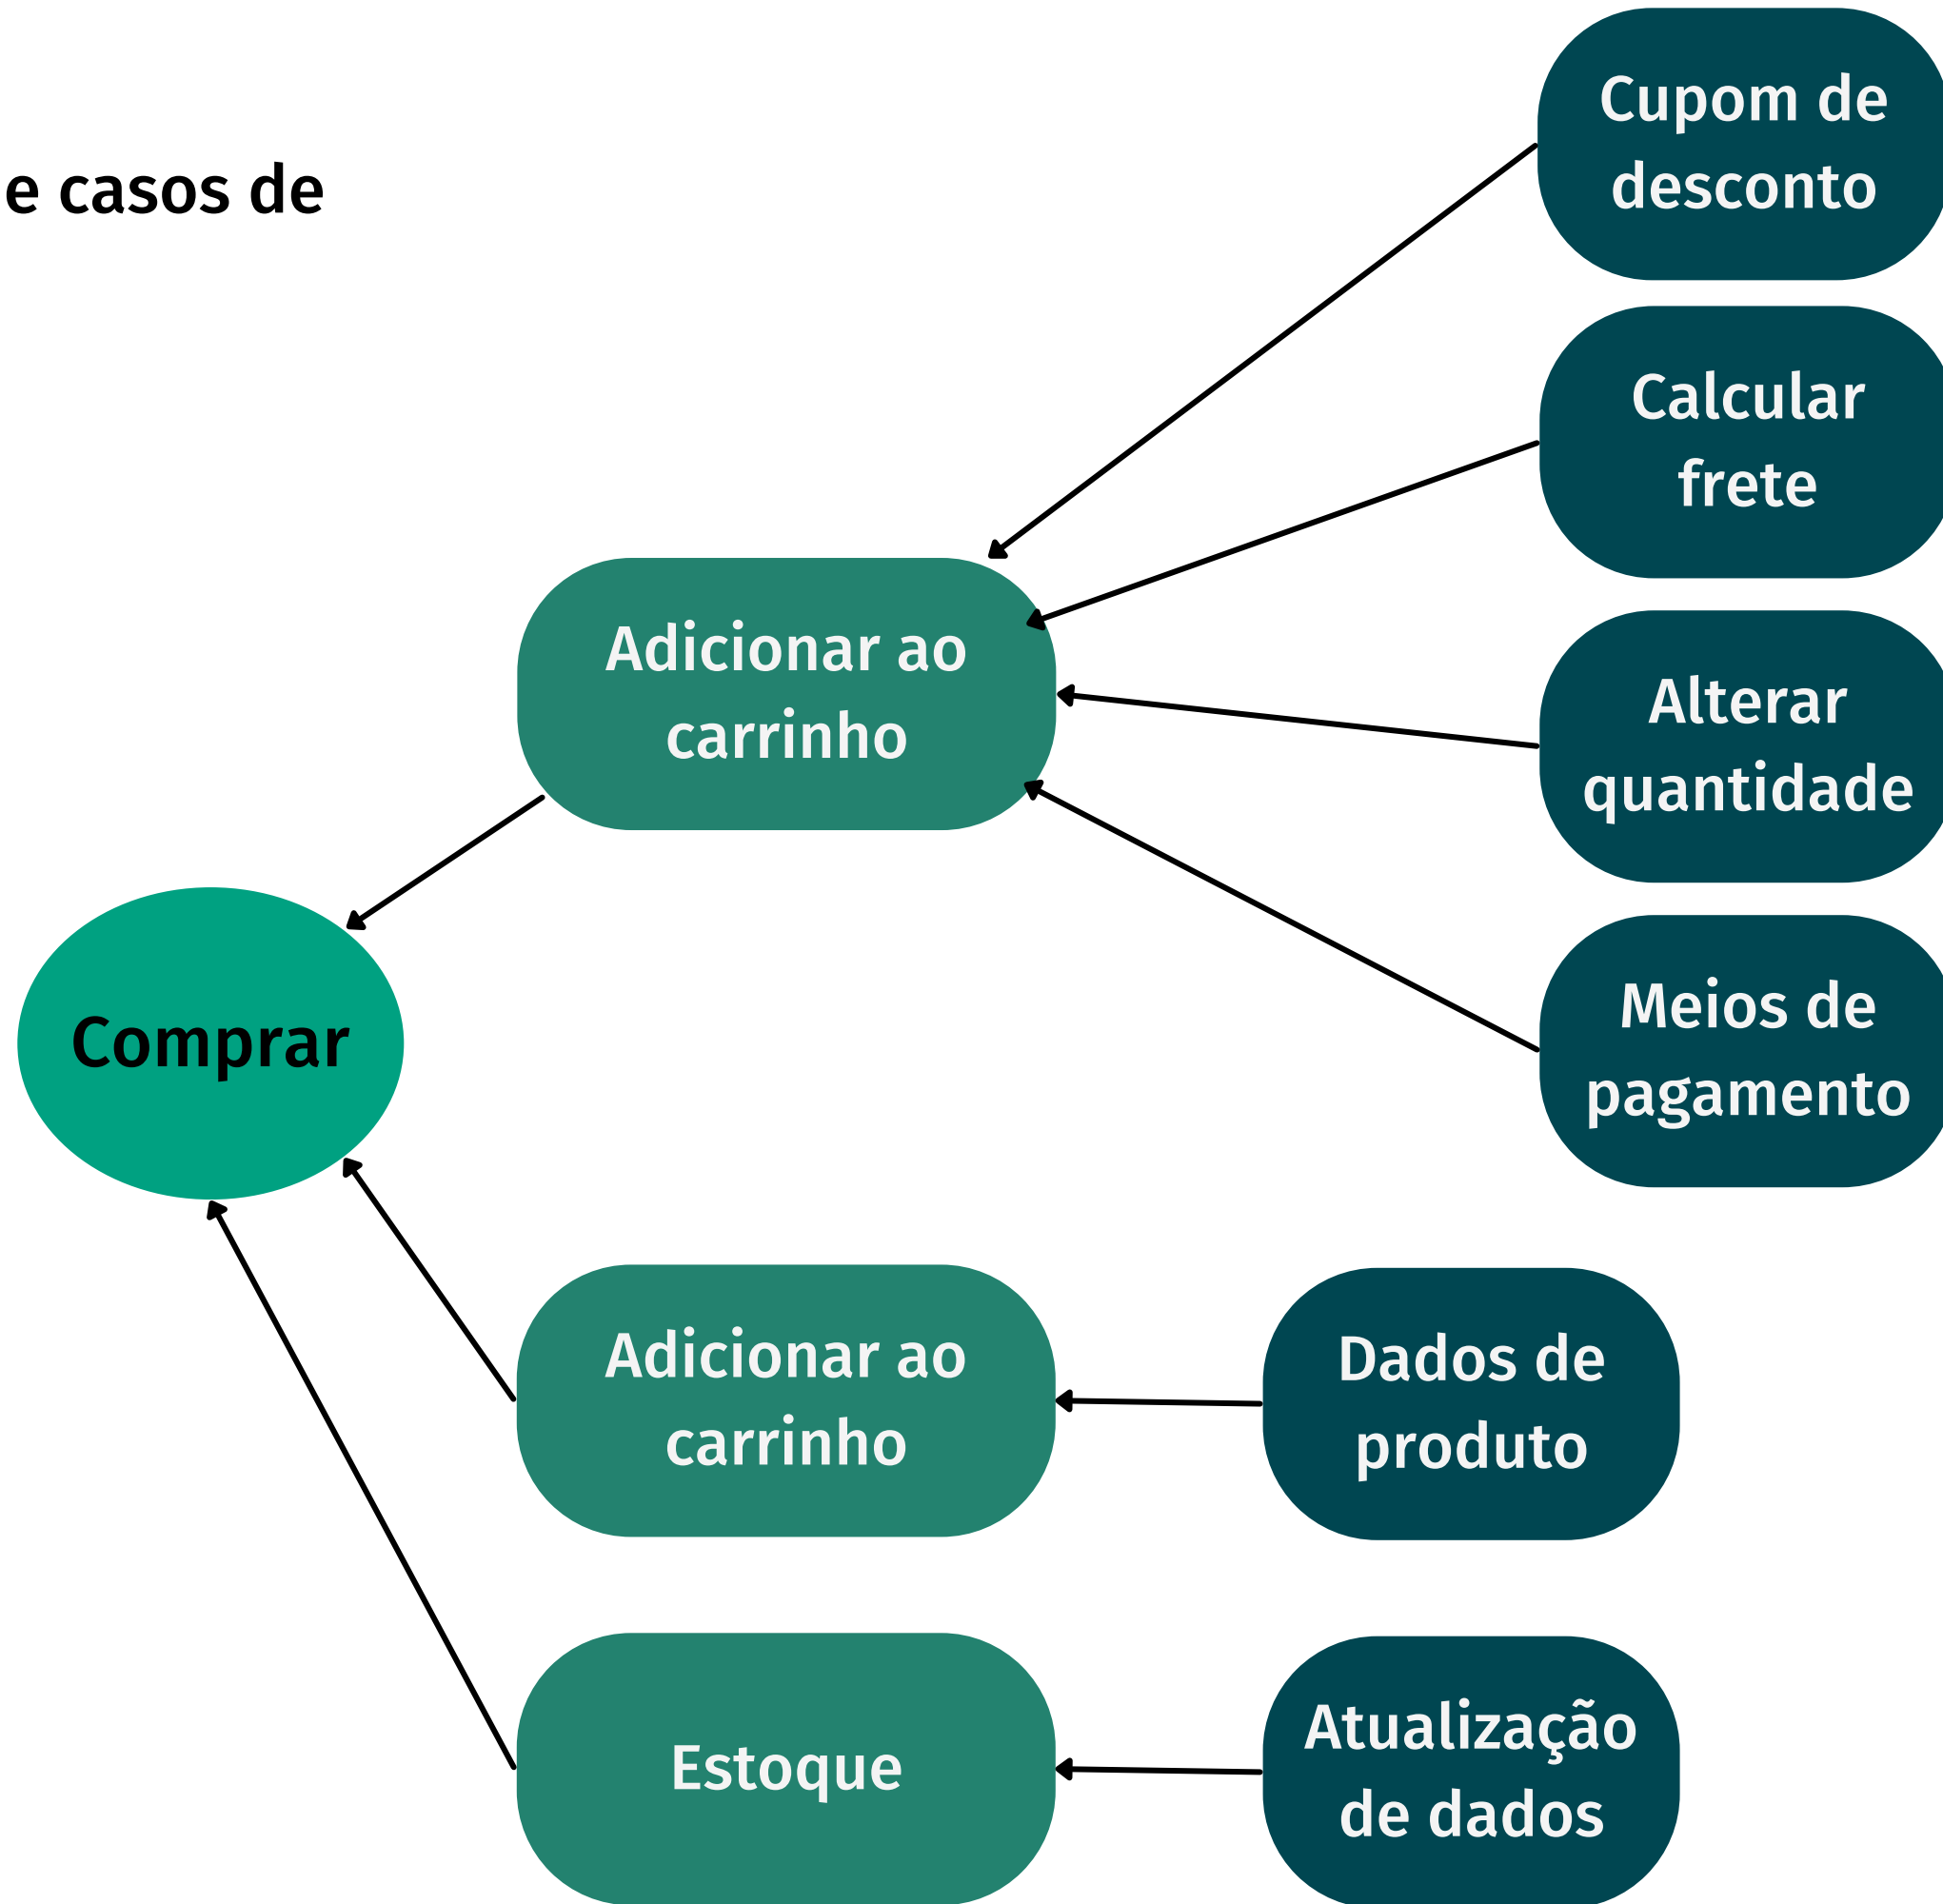 e casos de
Cupom de
desconto
Calcular
frete
Adicionar ao
carrinho
Alterar
quantidade
Meios de
pagamento
Comprar
Adicionar ao
carrinho
Dados de
produto
Estoque
Atualização
de dados